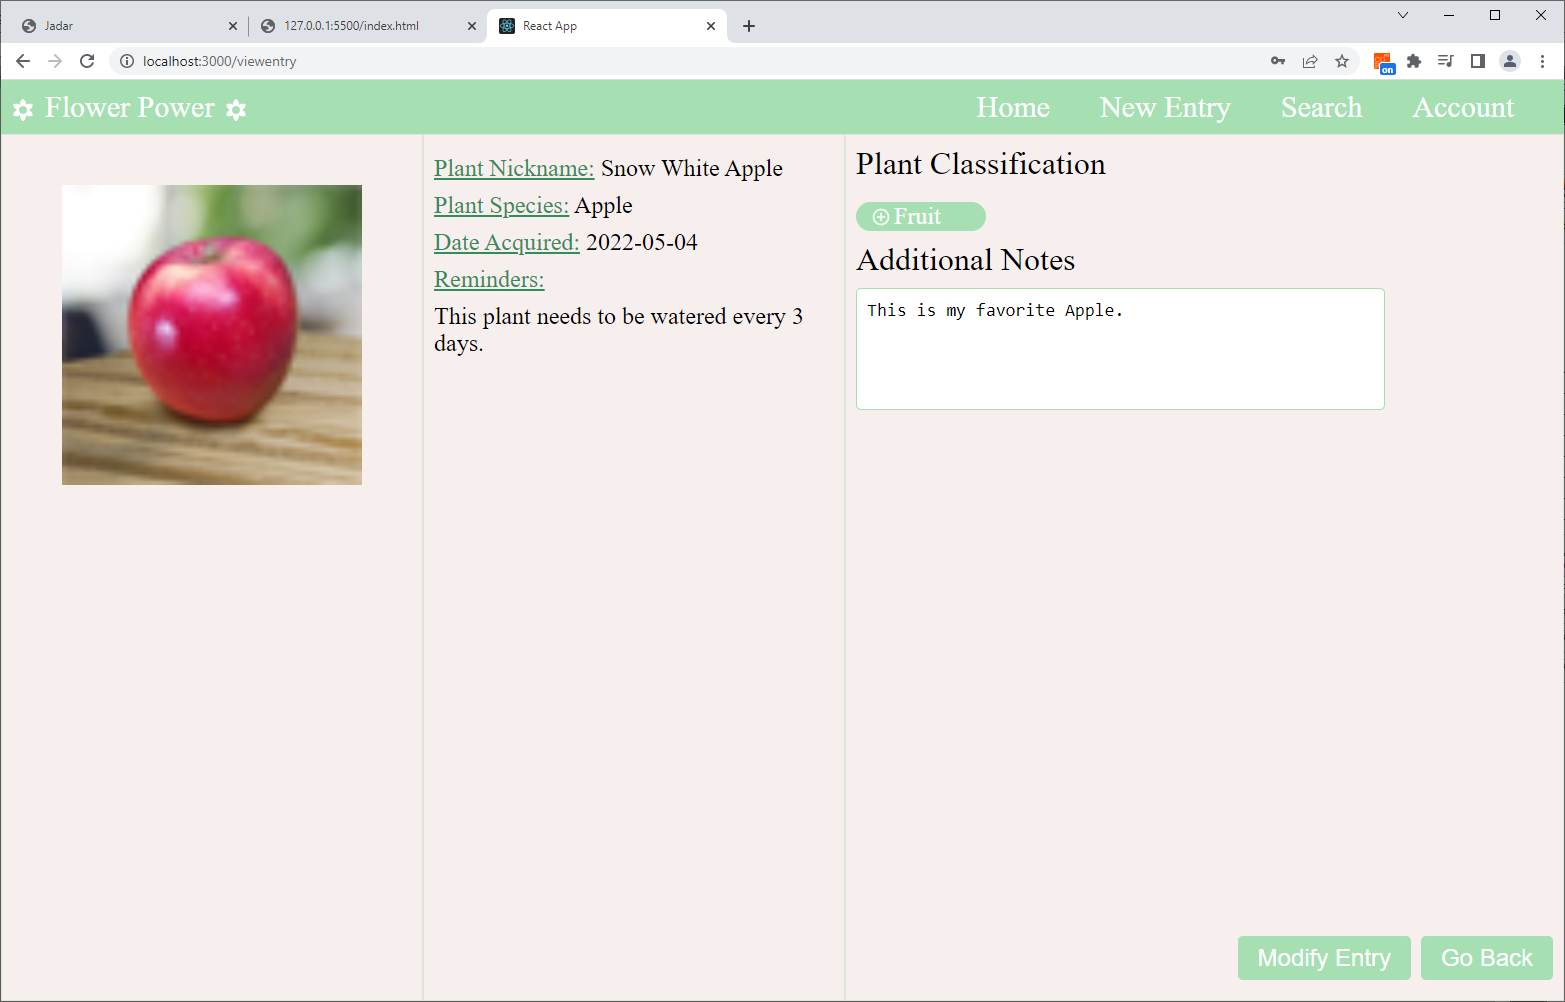 Jadar
127.0.0.1:5500/index.html
React App
localhost:3000/viewentry
on
Flower Power
Home
New Entry
Search
Account
Plant Nickname: Snow White Apple
Plant Species: Apple
Date Acquired: 2022-05-04
Reminders:
This plant needs to be watered every 3
days.
Plant Classification
Fruit
Additional Notes
This is my favorite Apple.
Modify Entry
Go Back